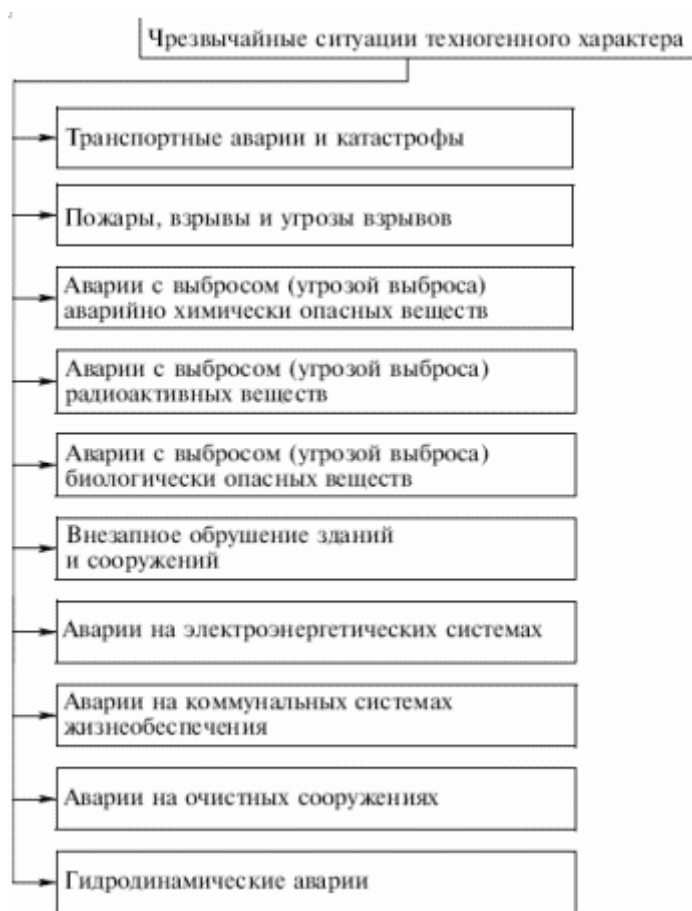 Чрезвычайные ситуации техногенного характера
Транспортные аварии и катастрофы
Пожары, взрывы и угрозы взрывов
Аварии с выбросом (угрозой выброса)
аварийно химически опасных веществ
Аварии с выбросом (угрозой выброса)
радиоактивных веществ
Аварии с выбросом (угрозой выброса)
биологически опасных веществ
Внезапное обрушение зданий
и сооружений
Аварии на электроэнергетических системах
Аварии на коммунальных системах
жизнеобеспечения
Аварии на очистных сооружениях
Гидродинамические аварии